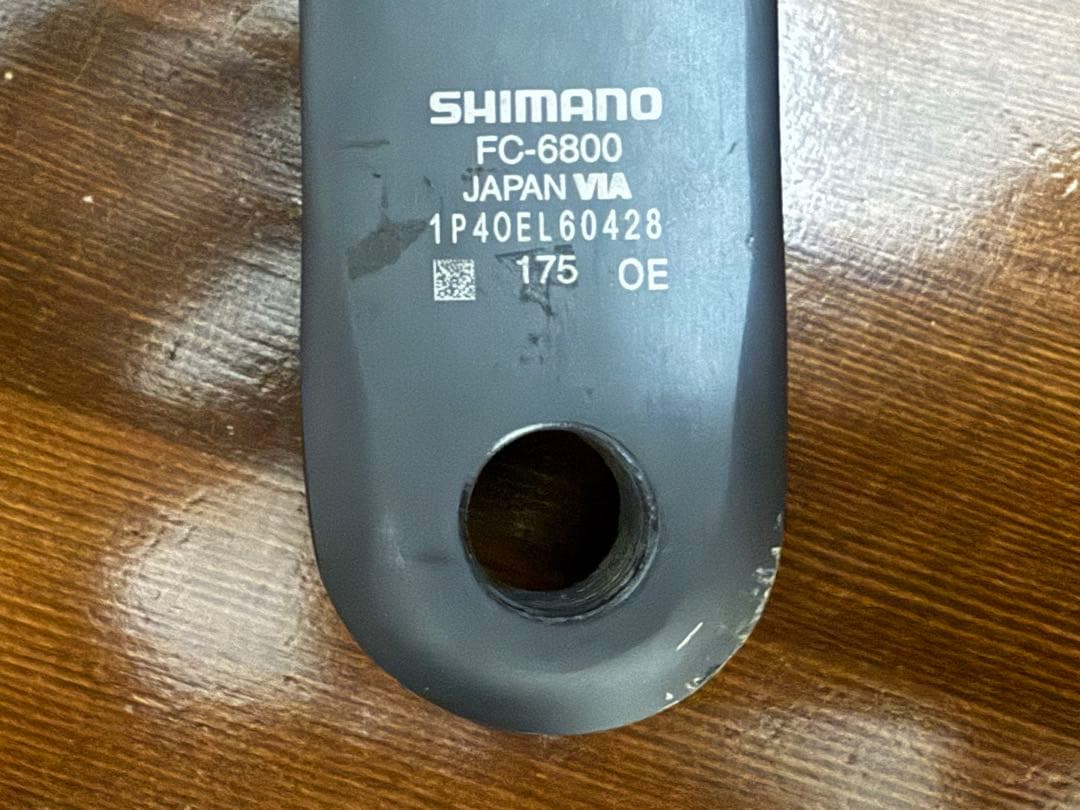 SHIMANO
FC-6800
JAPAN VIA
1P40EL60428
175 OE